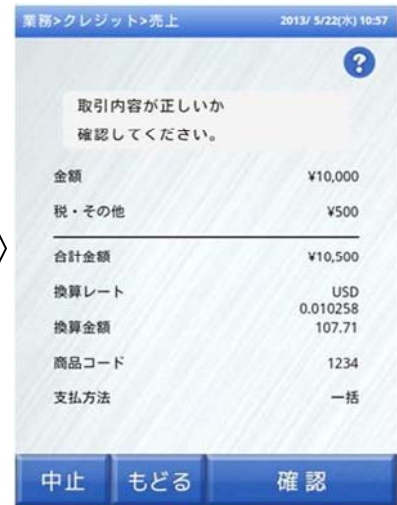 業務>クレジット>売上 2013/ 5/22(水) 10:57
?
取引内容が正しいか
確認してください。
金額 ¥10,000
税・その他 ¥500
合計金額 ¥10,500
換算レート USD
0.010258
換算金額 107.71
商品コード 1234
支払方法 一括
中止 もどる 確認